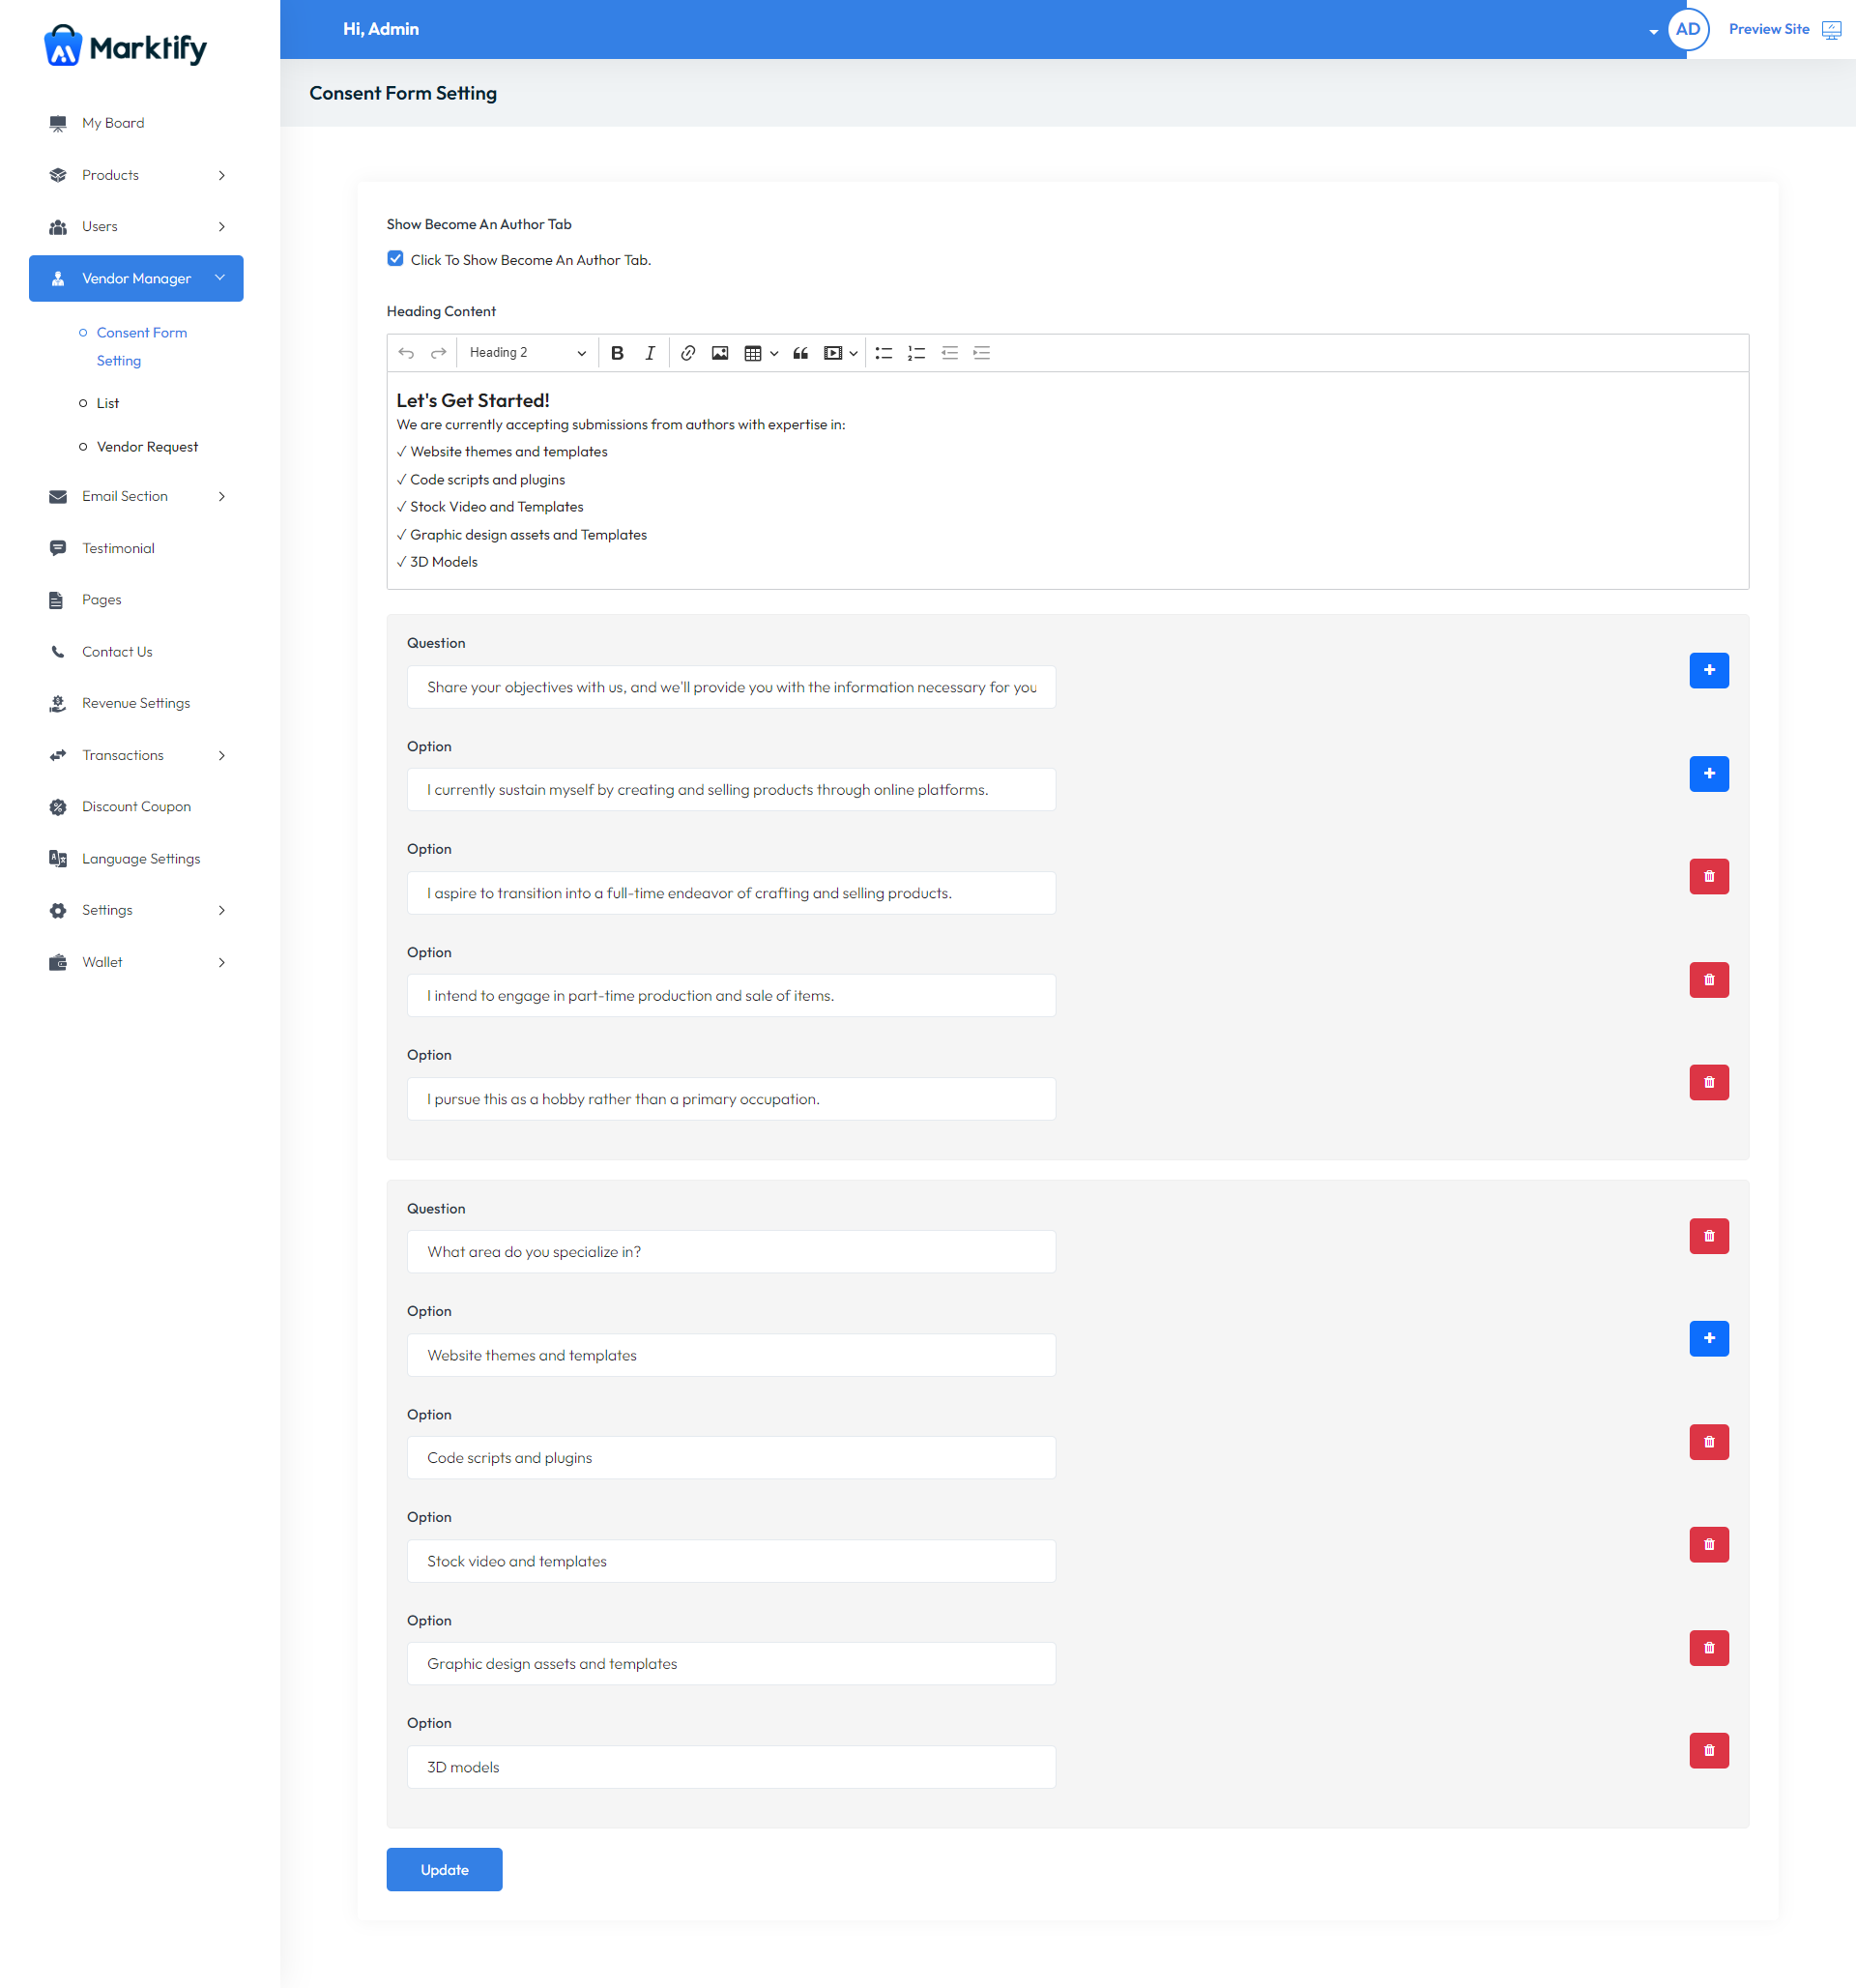 Marktify
Hi, Admin
AD
Preview Site
Consent Form Setting
My Board
Products
Users
Vendor Manager
Consent Form
Setting
List
Vendor Request
Email Section
Testimonial
Pages
Contact Us
Revenue Settings
Transactions
Discount Coupon
Language Settings
Settings
Wallet
Show Become An Author Tab
Click To Show Become An Author Tab.
Heading Content
Heading 2
Let's Get Started!
We are currently accepting submissions from authors with expertise in:
✓ Website themes and templates
✓ Code scripts and plugins
✓ Stock Video and Templates
✓ Graphic design assets and Templates
✓ 3D Models
Question
Share your objectives with us, and we'll provide you with the information necessary for you
Option
I currently sustain myself by creating and selling products through online platforms.
Option
I aspire to transition into a full-time endeavor of crafting and selling products.
Option
I intend to engage in part-time production and sale of items.
Option
I pursue this as a hobby rather than a primary occupation.
Question
What area do you specialize in?
Option
Website themes and templates
Option
Code scripts and plugins
Option
Stock video and templates
Option
Graphic design assets and templates
Option
3D models
Update